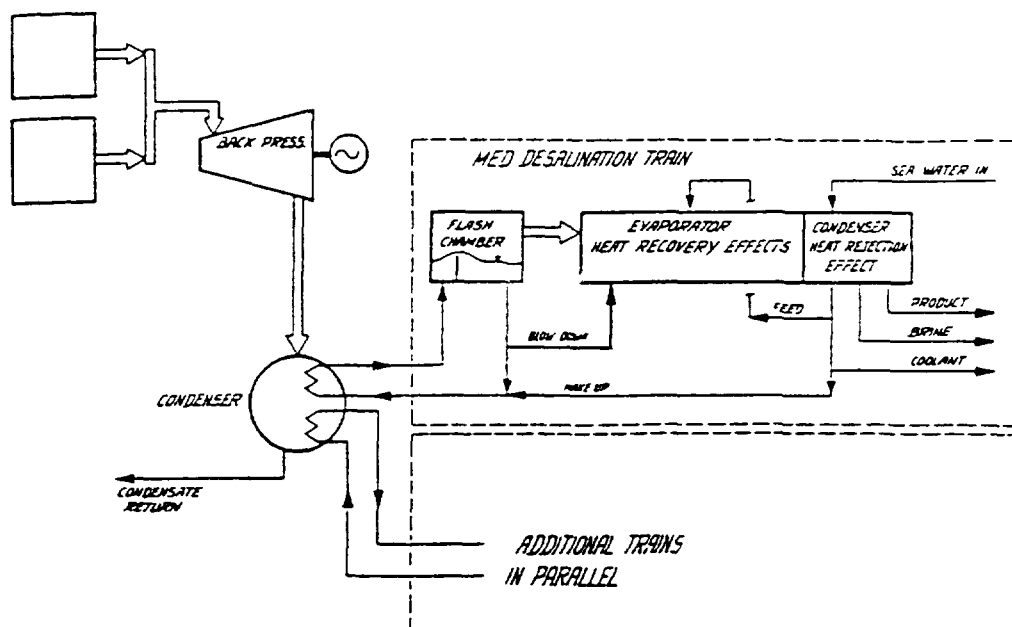 BACK PRESS.
MED DESALINATION TRAIN
SEA WATER IN
FLASH
CHAMBER
EVAPORATOR
HEAT RECOVERY EFFECTS
CONDENSER
HEAT REJECTION
EFFECT
FEED
PRODUCT
BRINE
COOLANT
BLOW DOWN
MAKE UP
CONDENSER
CONDENSATE
RETURN
ADDITIONAL TRAINS
IN PARALLEL